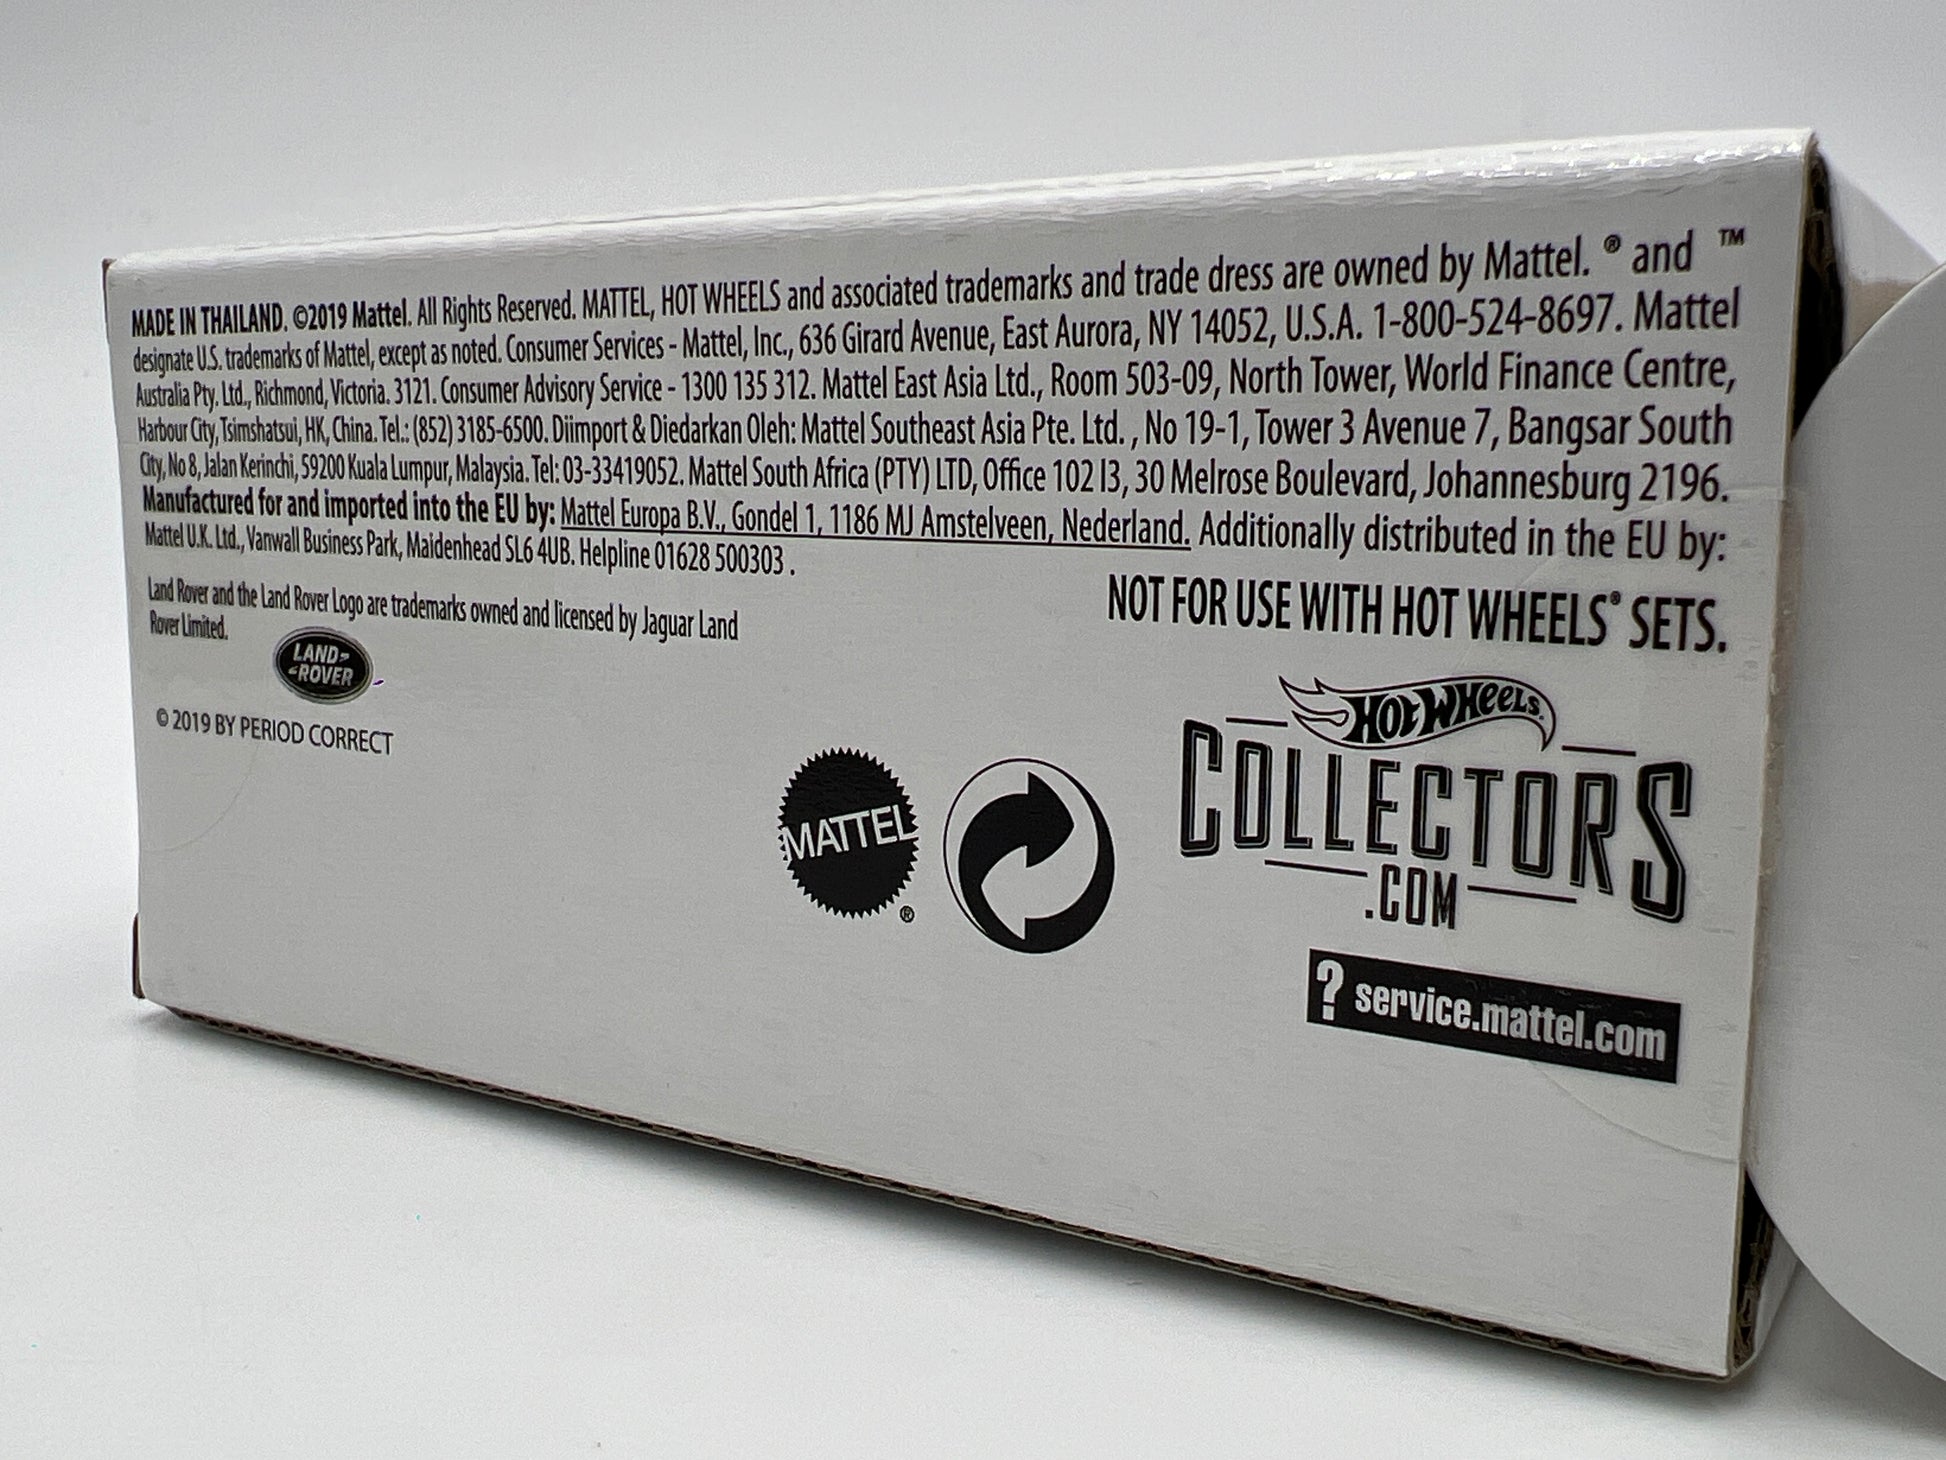 MADE IN THAILAND. ©2019 Mattel. All Rights Reserved. MATTEL, HOT WHEELS and associated trademarks and trade dress are owned by Mattel. ® and ™
designate U.S. trademarks of Mattel, except as noted. Consumer Services - Mattel, Inc., 636 Girard Avenue, East Aurora, NY 14052, U.S.A. 1-800-524-8697. Mattel
Australia Pty. Ltd., Richmond, Victoria. 3121. Consumer Advisory Service - 1300 135 312. Mattel East Asia Ltd., Room 503-09, North Tower, World Finance Centre,
Harbour City, Tsimshatsui, HK, China. Tel.: (852) 3185-6500. Diimport & Diedarkan Oleh: Mattel Southeast Asia Pte. Ltd. , No 19-1, Tower 3 Avenue 7, Bangsar South
City, No 8, Jalan Kerinchi, 59200 Kuala Lumpur, Malaysia. Tel: 03-33419052. Mattel South Africa (PTY) LTD, Office 102 I3, 30 Melrose Boulevard, Johannesburg 2196.
Manufactured for and imported into the EU by: Mattel Europa B.V., Gondel 1, 1186 MJ Amstelveen, Nederland. Additionally distributed in the EU by:
Mattel U.K. Ltd., Vanwall Business Park, Maidenhead SL6 4UB. Helpline 01628 500303 .
NOT FOR USE WITH HOT WHEELS® SETS.
Land Rover and the Land Rover Logo are trademarks owned and licensed by Jaguar Land
Rover Limited.
LAND
ROVER
© 2019 BY PERIOD CORRECT
MATTEL
®
HOT WHEELS
COLLECTORS
.COM
? service.mattel.com